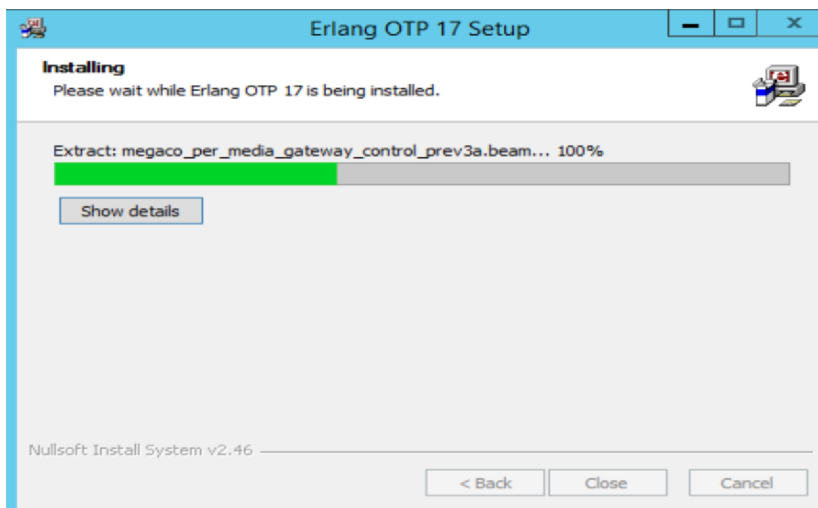 Erlang OTP 17 Setup
Installing
Please wait while Erlang OTP 17 is being installed.
Extract: megaco_per_media_gateway_control_prev3a.beam... 100%
Show details
Nullsoft Install System v2.46
< Back
Close
Cancel